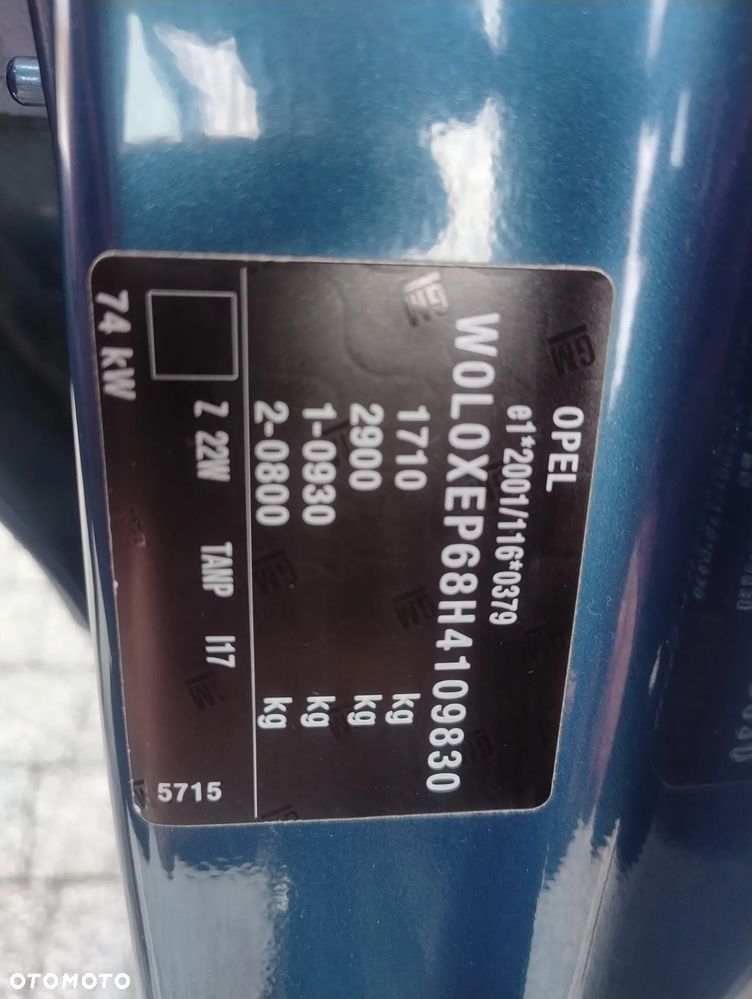 OPEL
e1*2001/116*0379
W0L0XEP68H4109830
1710 kg
2900 kg
1-0930 kg
2-0800 kg
Z 22W TANP I17
5715
74 kW
GM
OTOMOTO